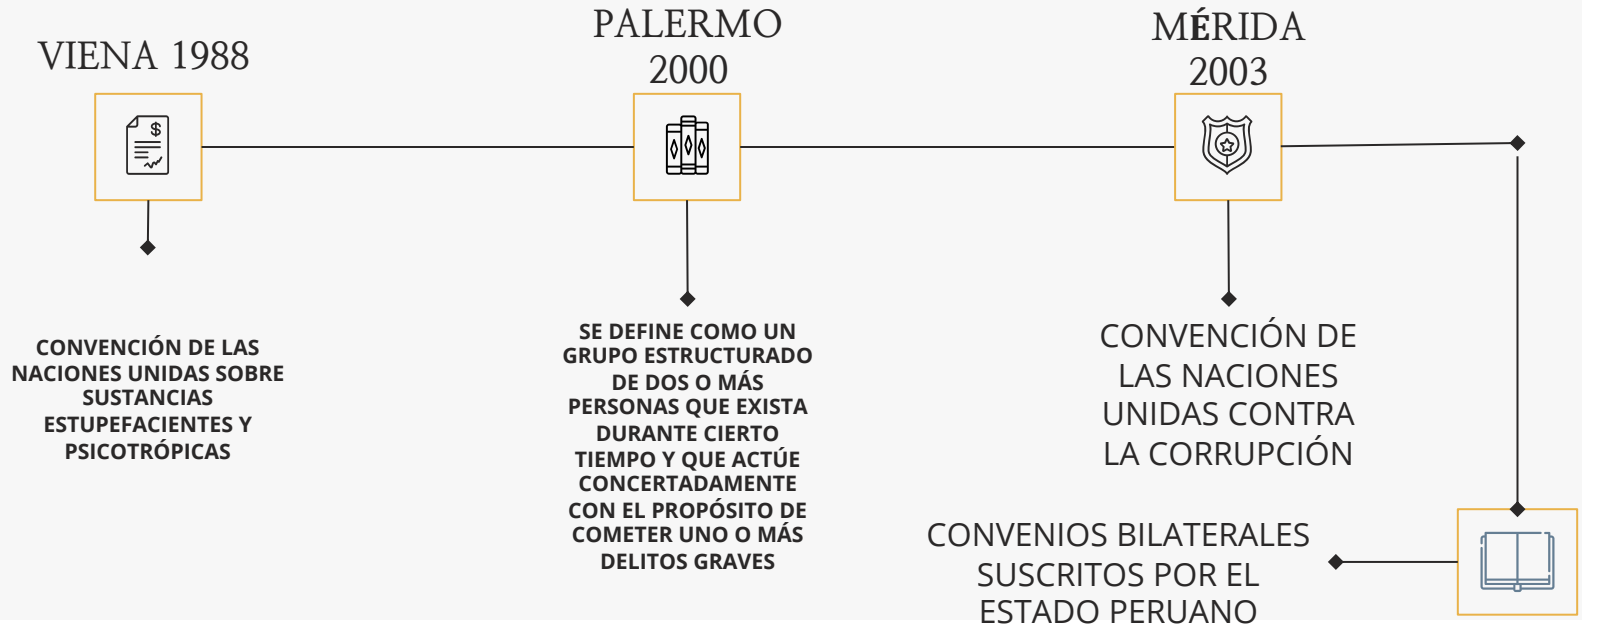 VIENA 1988
CONVENCIÓN DE LAS
NACIONES UNIDAS SOBRE
SUSTANCIAS
ESTUPEFACIENTES Y
PSICOTRÓPICAS
PALERMO
2000
SE DEFINE COMO UN
GRUPO ESTRUCTURADO
DE DOS O MÁS
PERSONAS QUE EXISTA
DURANTE CIERTO
TIEMPO Y QUE ACTÚE
CONCERTADAMENTE
CON EL PROPÓSITO DE
COMETER UNO O MÁS
DELITOS GRAVES
MÉRIDA
2003
CONVENCIÓN DE
LAS NACIONES
UNIDAS CONTRA
LA CORRUPCIÓN
CONVENIOS BILATERALES
SUSCRITOS POR EL
ESTADO PERUANO